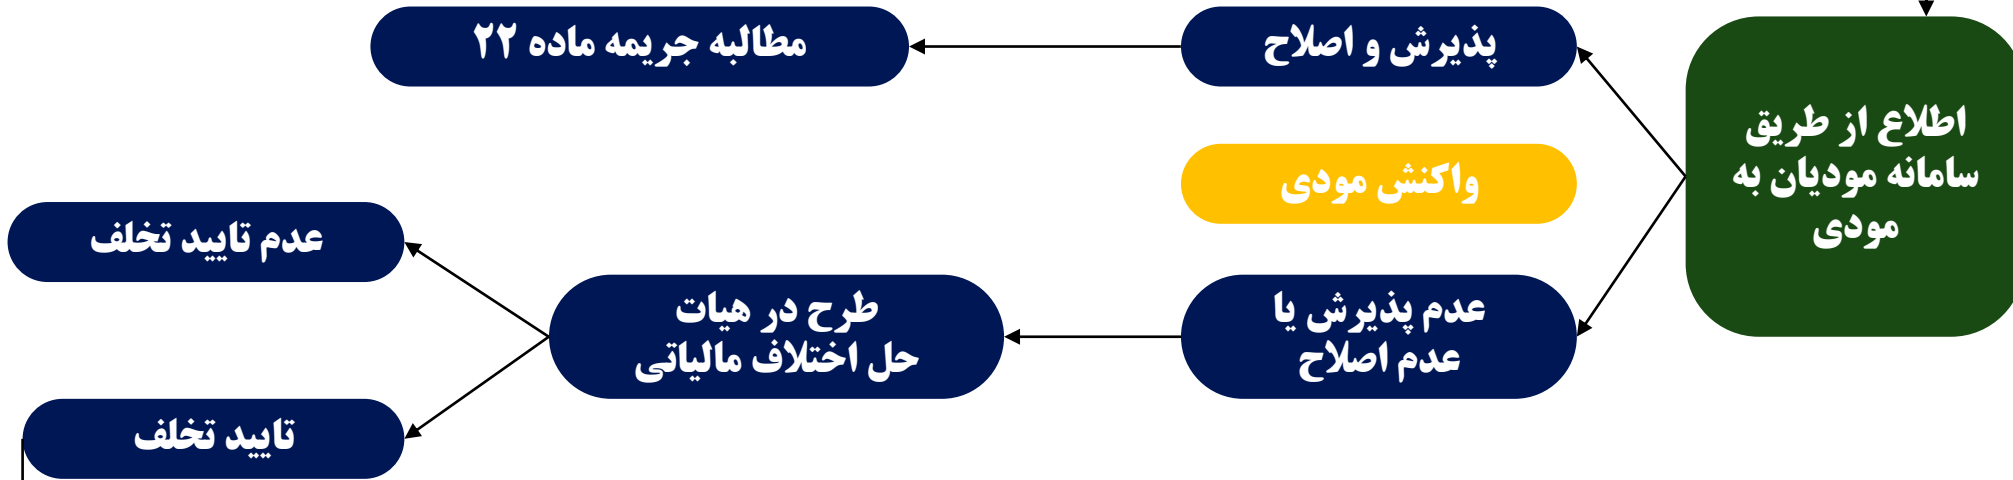 اطلاع از طریق
سامانه مودیان به
مودی
پذیرش و اصلاح
مطالبه جریمه ماده ۲۲
واکنش مودی
عدم پذیرش یا
عدم اصلاح
طرح در هیات
حل اختلاف مالیاتی
عدم تایید تخلف
تایید تخلف